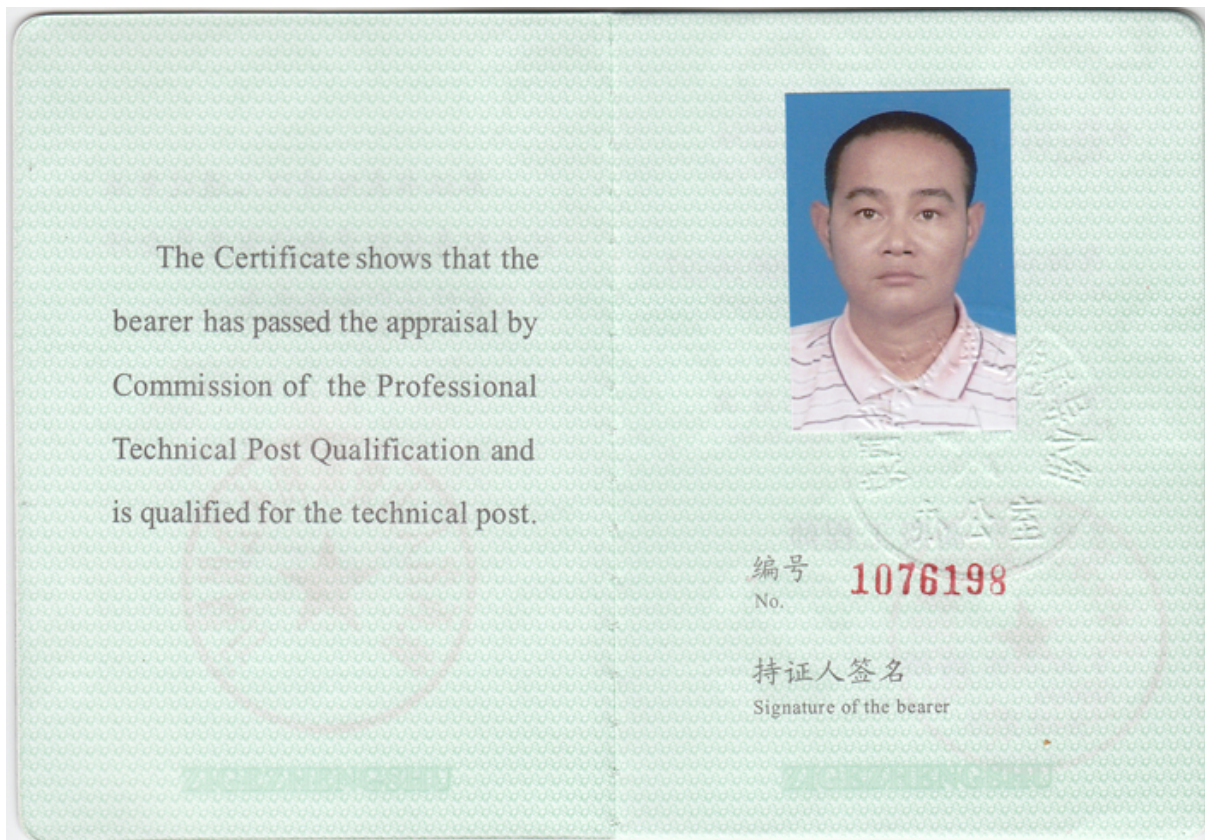 The Certificate shows that the
bearer has passed the appraisal by
Commission of the Professional
Technical Post Qualification and
is qualified for the technical post.
ZIGEZHENGSHU
办公室
编号
1076198
No.
持证人签名
Signature of the bearer
ZIGEZHENGSHU